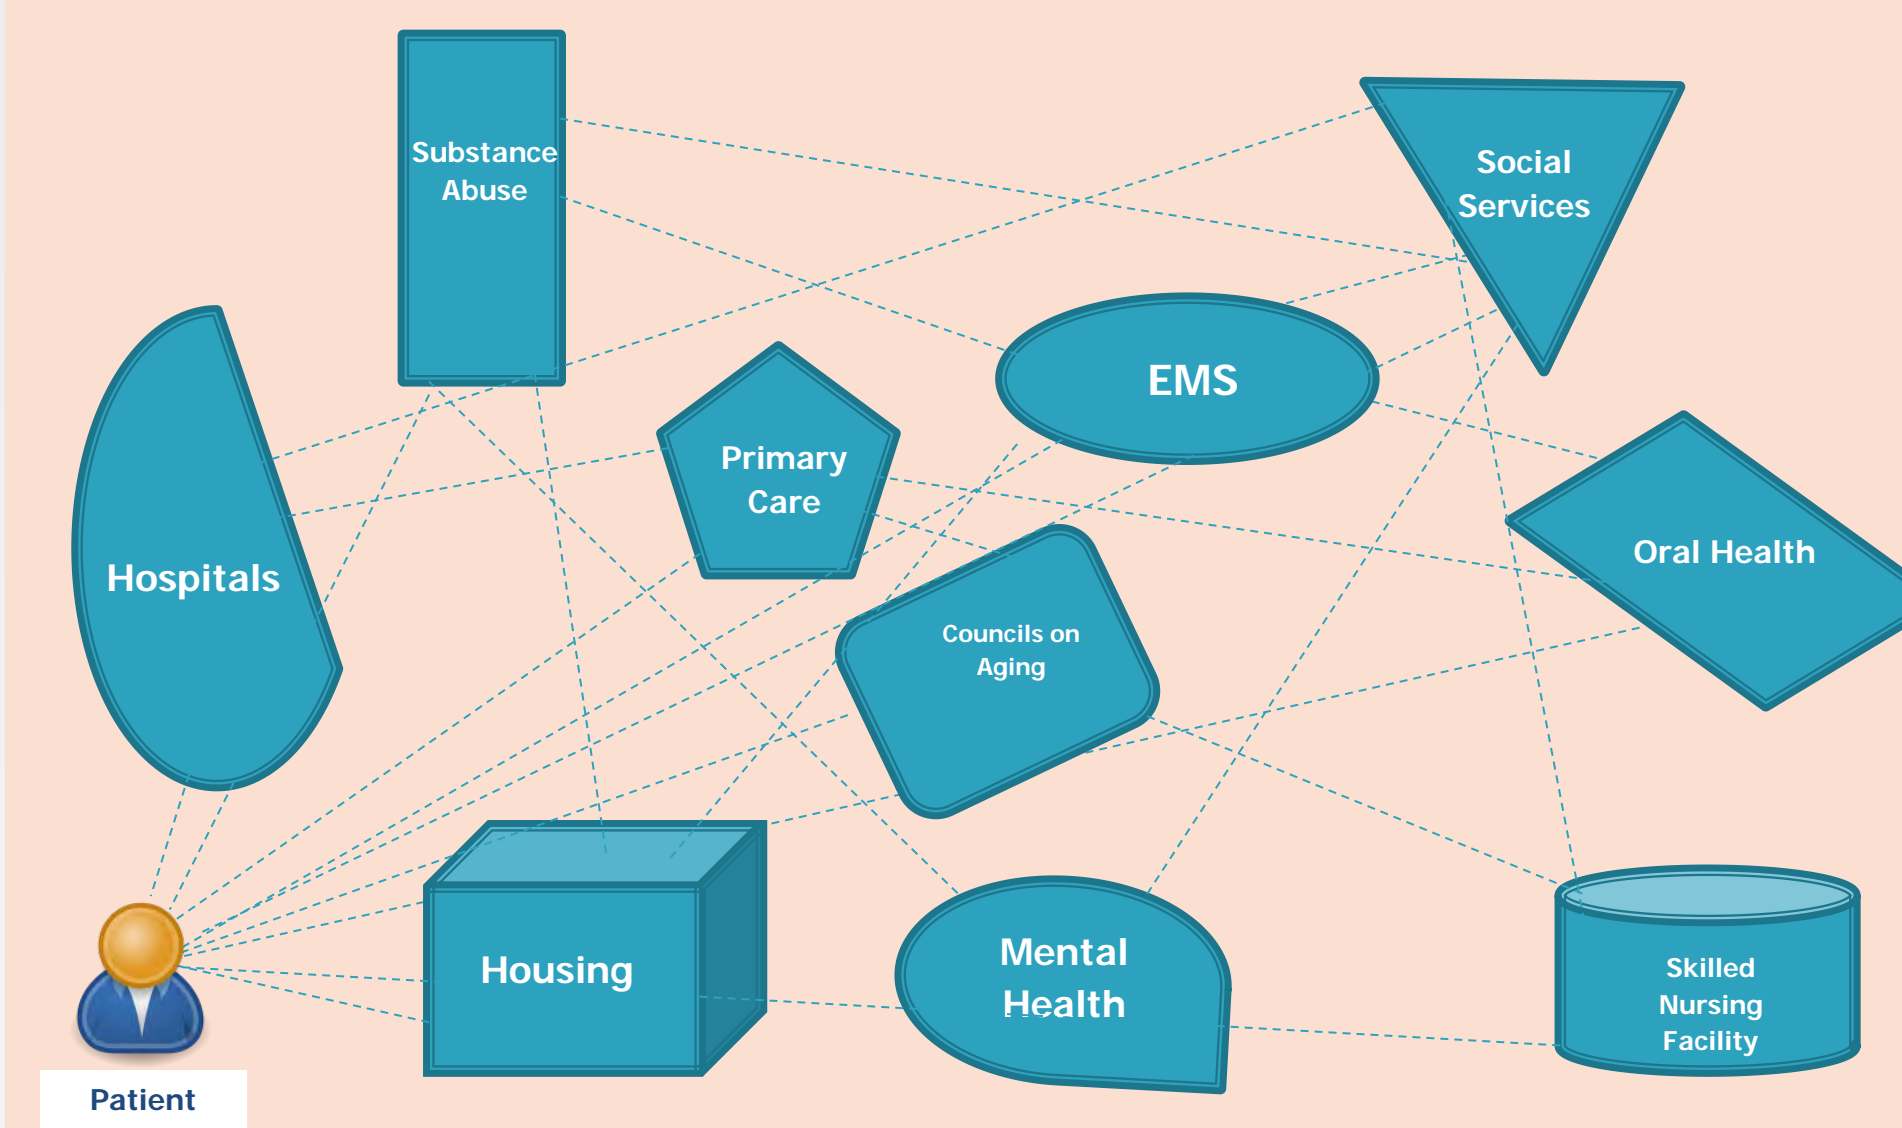 Substance
Abuse
Social
Services
EMS
Primary
Care
Hospitals
Oral Health
Councils on
Aging
Housing
Mental
Health
Skilled
Nursing
Facility
Patient